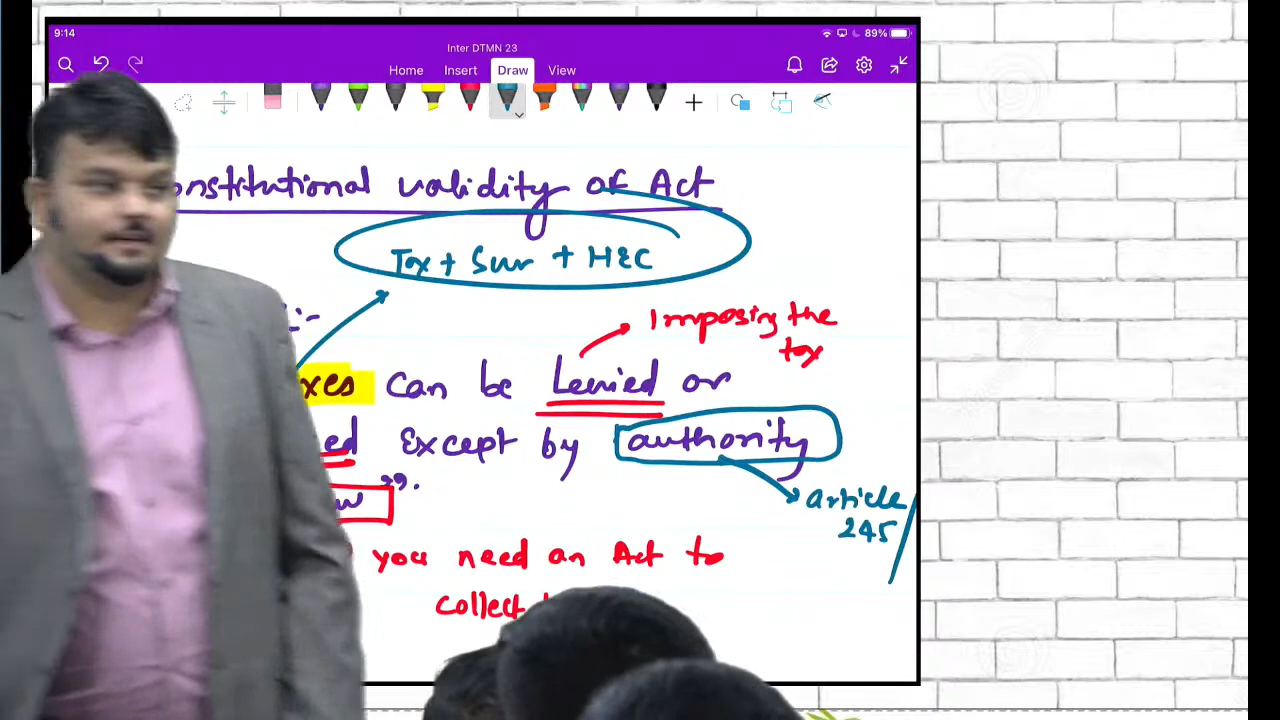 9:14
89%
Inter DTMN 23
Home Insert Draw View
onstitutional validity of Act
Tax + Sur + HEC
:-
Imposing the
tax
xes can be Levied or
ed Except by authority
w".
article
245
you need an Act to
collect